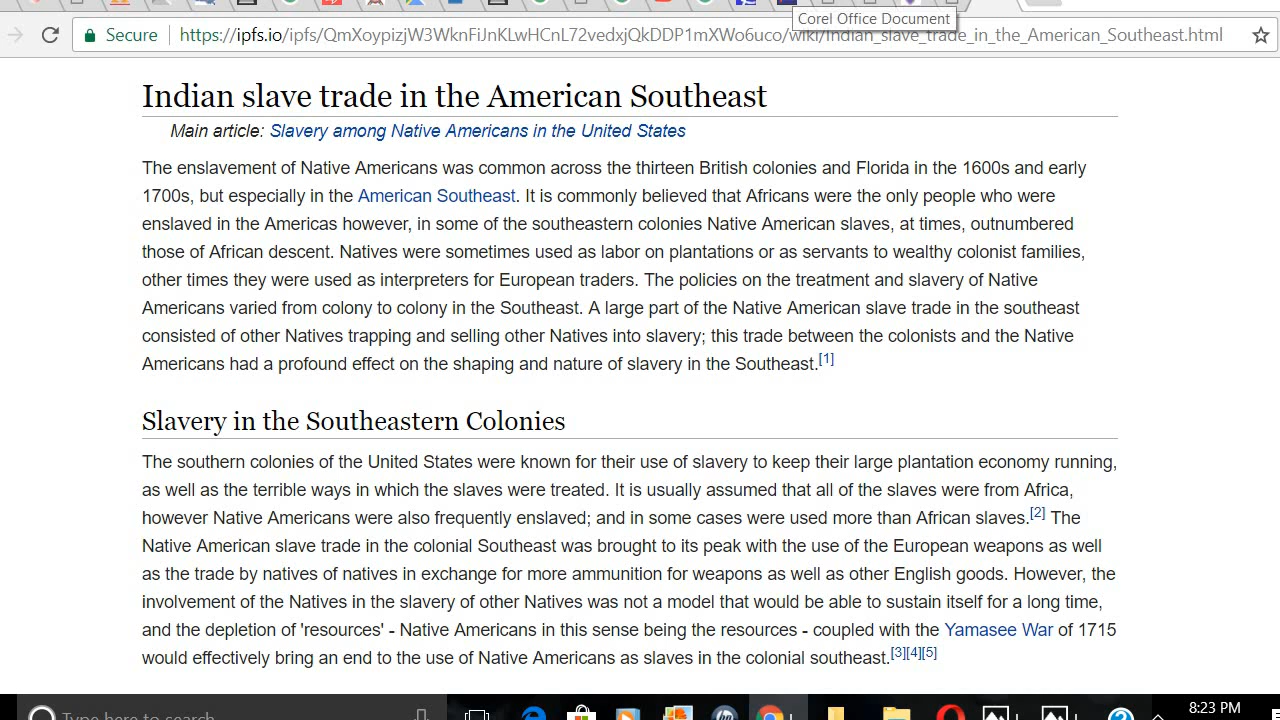 Corel Office Document
Secure https://ipfs.io/ipfs/QmXoypizjW3WknFiJnKLwHCnL72vedxjQkDDP1mXWo6uco/wiki/Indian_slave_trade_in_the_American_Southeast.html
Indian slave trade in the American Southeast
Main article: Slavery among Native Americans in the United States
The enslavement of Native Americans was common across the thirteen British colonies and Florida in the 1600s and early
1700s, but especially in the American Southeast. It is commonly believed that Africans were the only people who were
enslaved in the Americas however, in some of the southeastern colonies Native American slaves, at times, outnumbered
those of African descent. Natives were sometimes used as labor on plantations or as servants to wealthy colonist families,
other times they were used as interpreters for European traders. The policies on the treatment and slavery of Native
Americans varied from colony to colony in the Southeast. A large part of the Native American slave trade in the southeast
consisted of other Natives trapping and selling other Natives into slavery; this trade between the colonists and the Native
Americans had a profound effect on the shaping and nature of slavery in the Southeast.[1]
Slavery in the Southeastern Colonies
The southern colonies of the United States were known for their use of slavery to keep their large plantation economy running,
as well as the terrible ways in which the slaves were treated. It is usually assumed that all of the slaves were from Africa,
however Native Americans were also frequently enslaved; and in some cases were used more than African slaves.[2] The
Native American slave trade in the colonial Southeast was brought to its peak with the use of the European weapons as well
as the trade by natives of natives in exchange for more ammunition for weapons as well as other English goods. However, the
involvement of the Natives in the slavery of other Natives was not a model that would be able to sustain itself for a long time,
and the depletion of 'resources' - Native Americans in this sense being the resources - coupled with the Yamasee War of 1715
would effectively bring an end to the use of Native Americans as slaves in the colonial southeast.[3][4][5]
Type here to search
8:23 PM